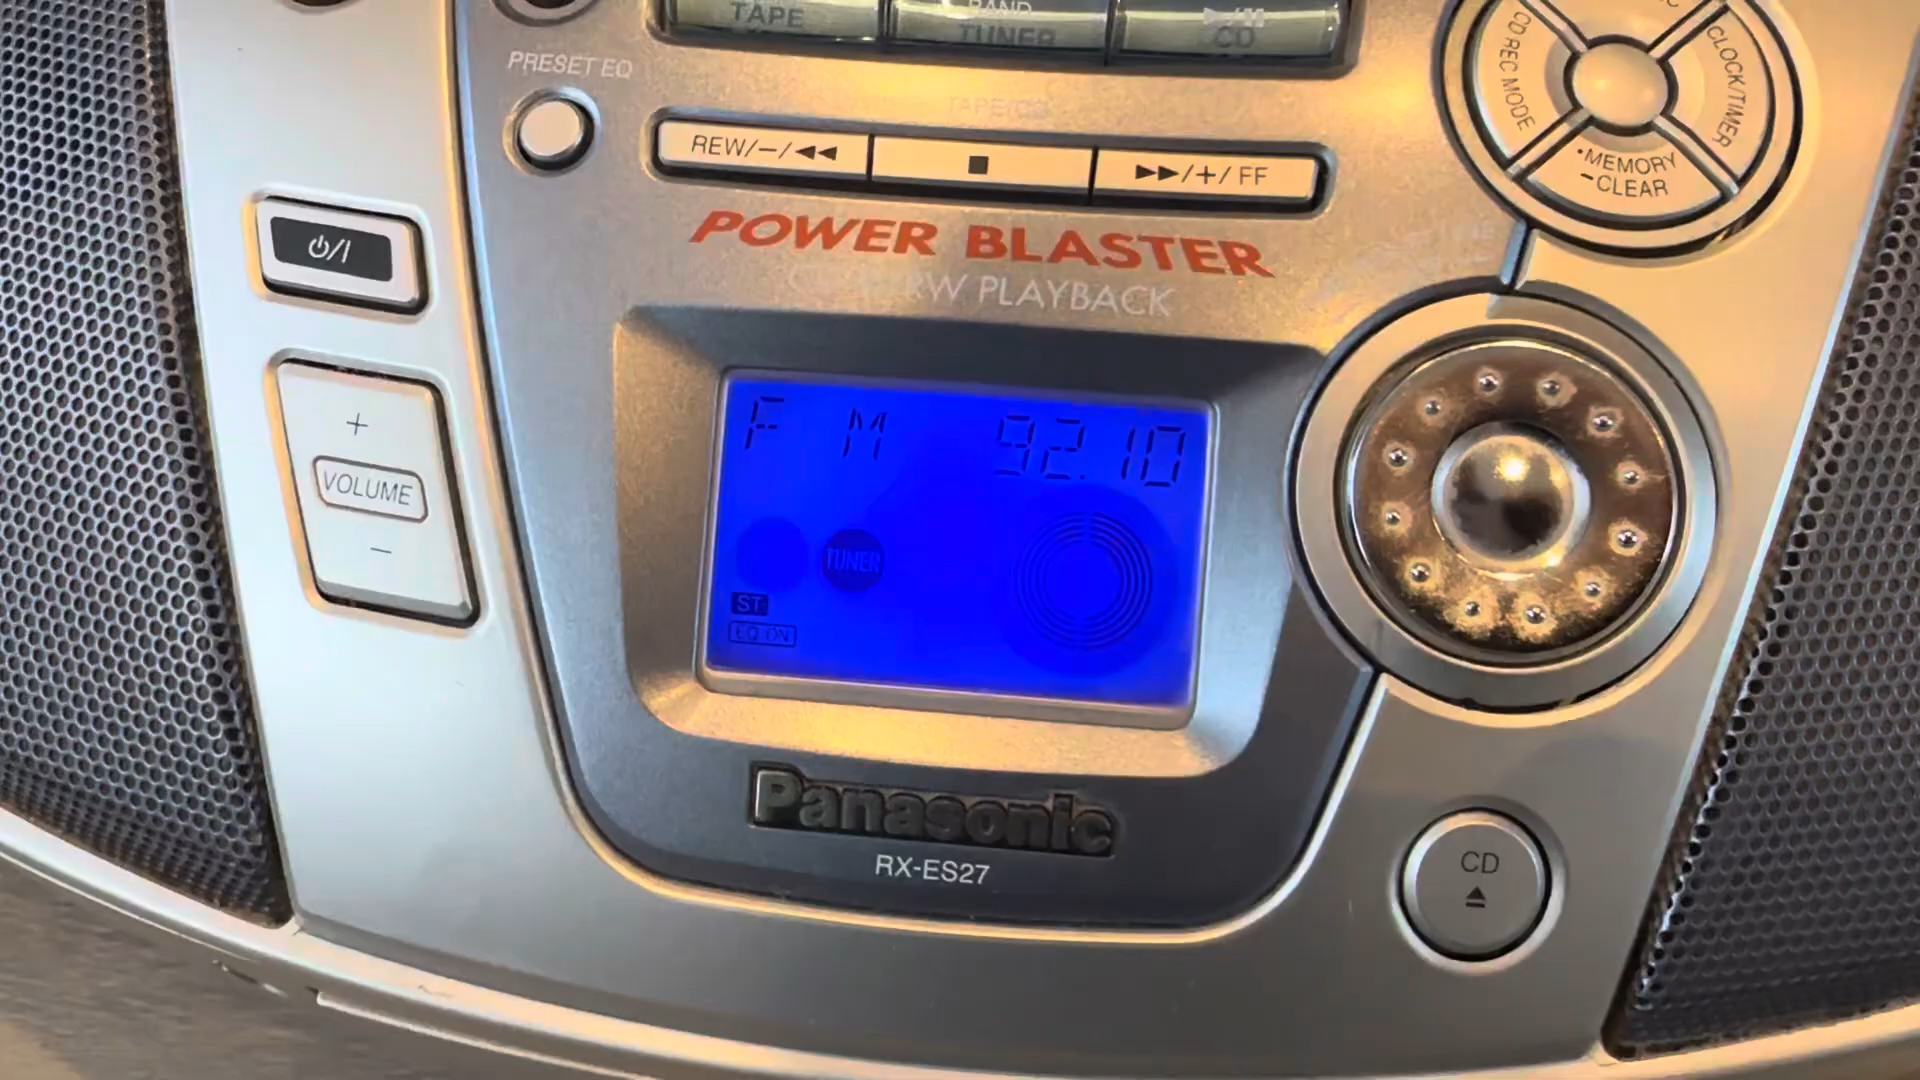 TAPE
BAND
TUNER
CD
PRESET EQ
CD REC MODE
CLOCK/TIMER
•MEMORY
–CLEAR
TAPE/CD
REW/−/◀◀
■
▶▶/+/FF
POWER BLASTER
RW PLAYBACK
⏻/I
+
VOLUME
−
F M 92.10
TUNER
ST
EQ ON
Panasonic
RX-ES27
CD